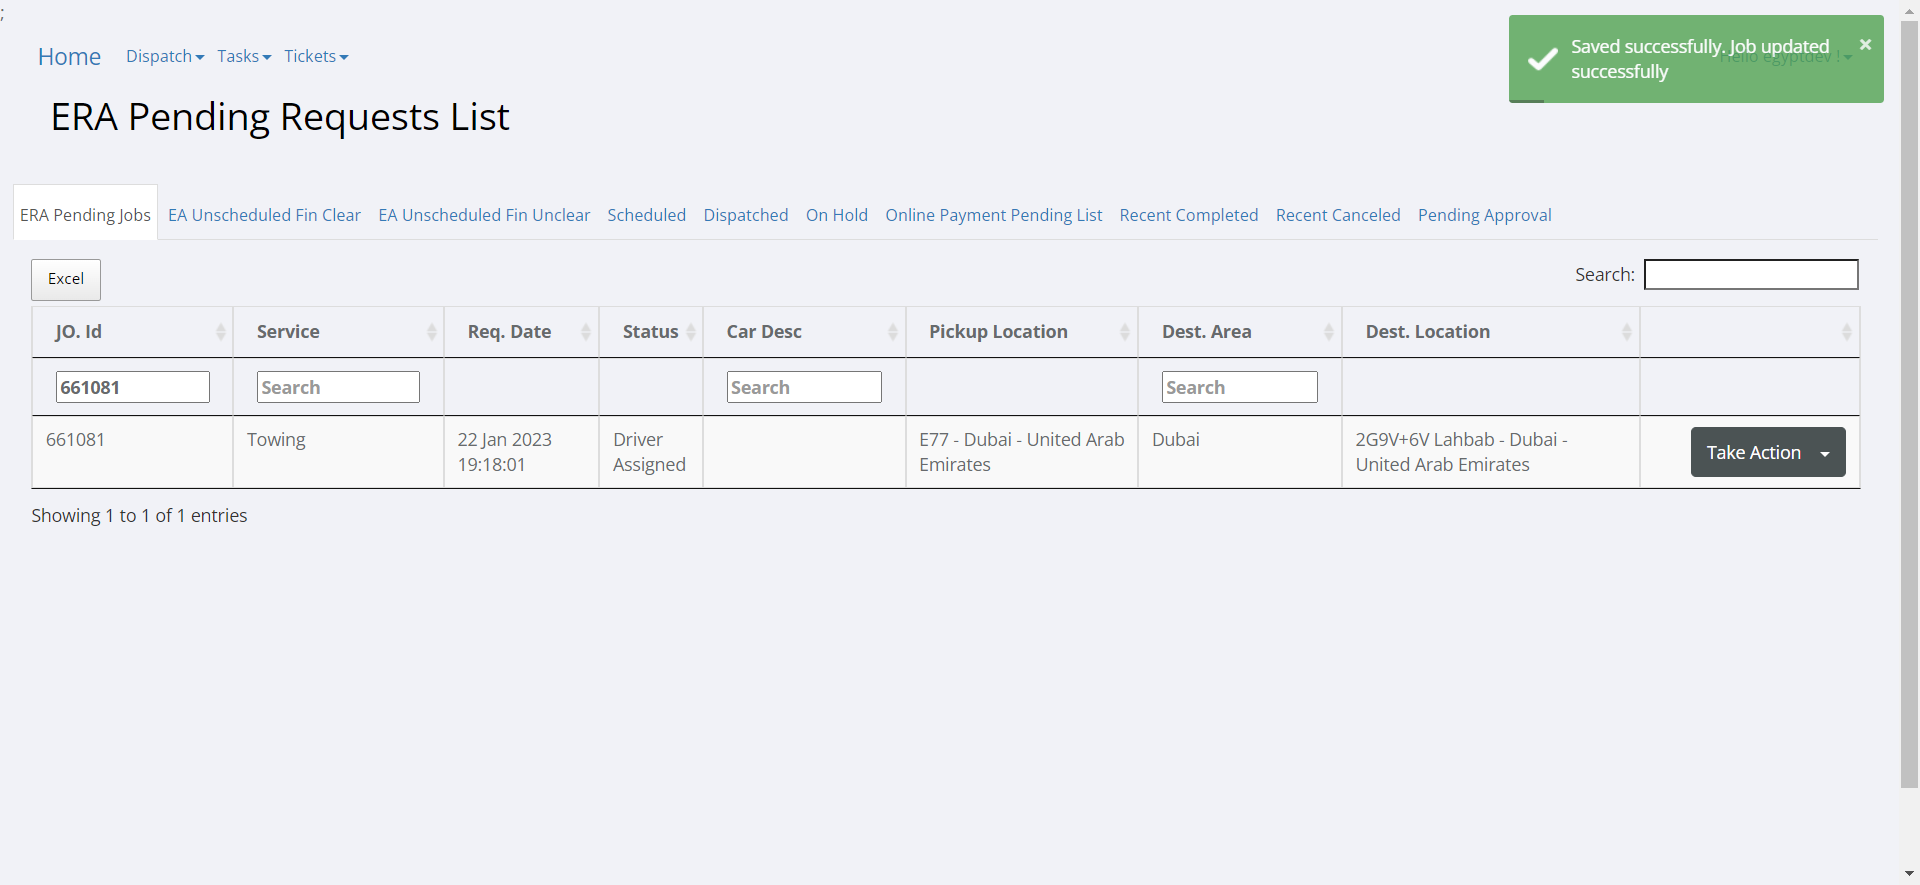 ;
Home Dispatch Tasks Tickets
Saved successfully. Job updated
successfully
Hello egyptdev !
ERA Pending Requests List
ERA Pending Jobs EA Unscheduled Fin Clear EA Unscheduled Fin Unclear Scheduled Dispatched On Hold Online Payment Pending List Recent Completed Recent Canceled Pending Approval
Excel Search:
JO. Id Service Req. Date Status Car Desc Pickup Location Dest. Area Dest. Location
661081 Search Search Search
661081 Towing 22 Jan 2023 Driver E77 - Dubai - United Arab Dubai 2G9V+6V Lahbab - Dubai - Take Action
19:18:01 Assigned Emirates United Arab Emirates
Showing 1 to 1 of 1 entries